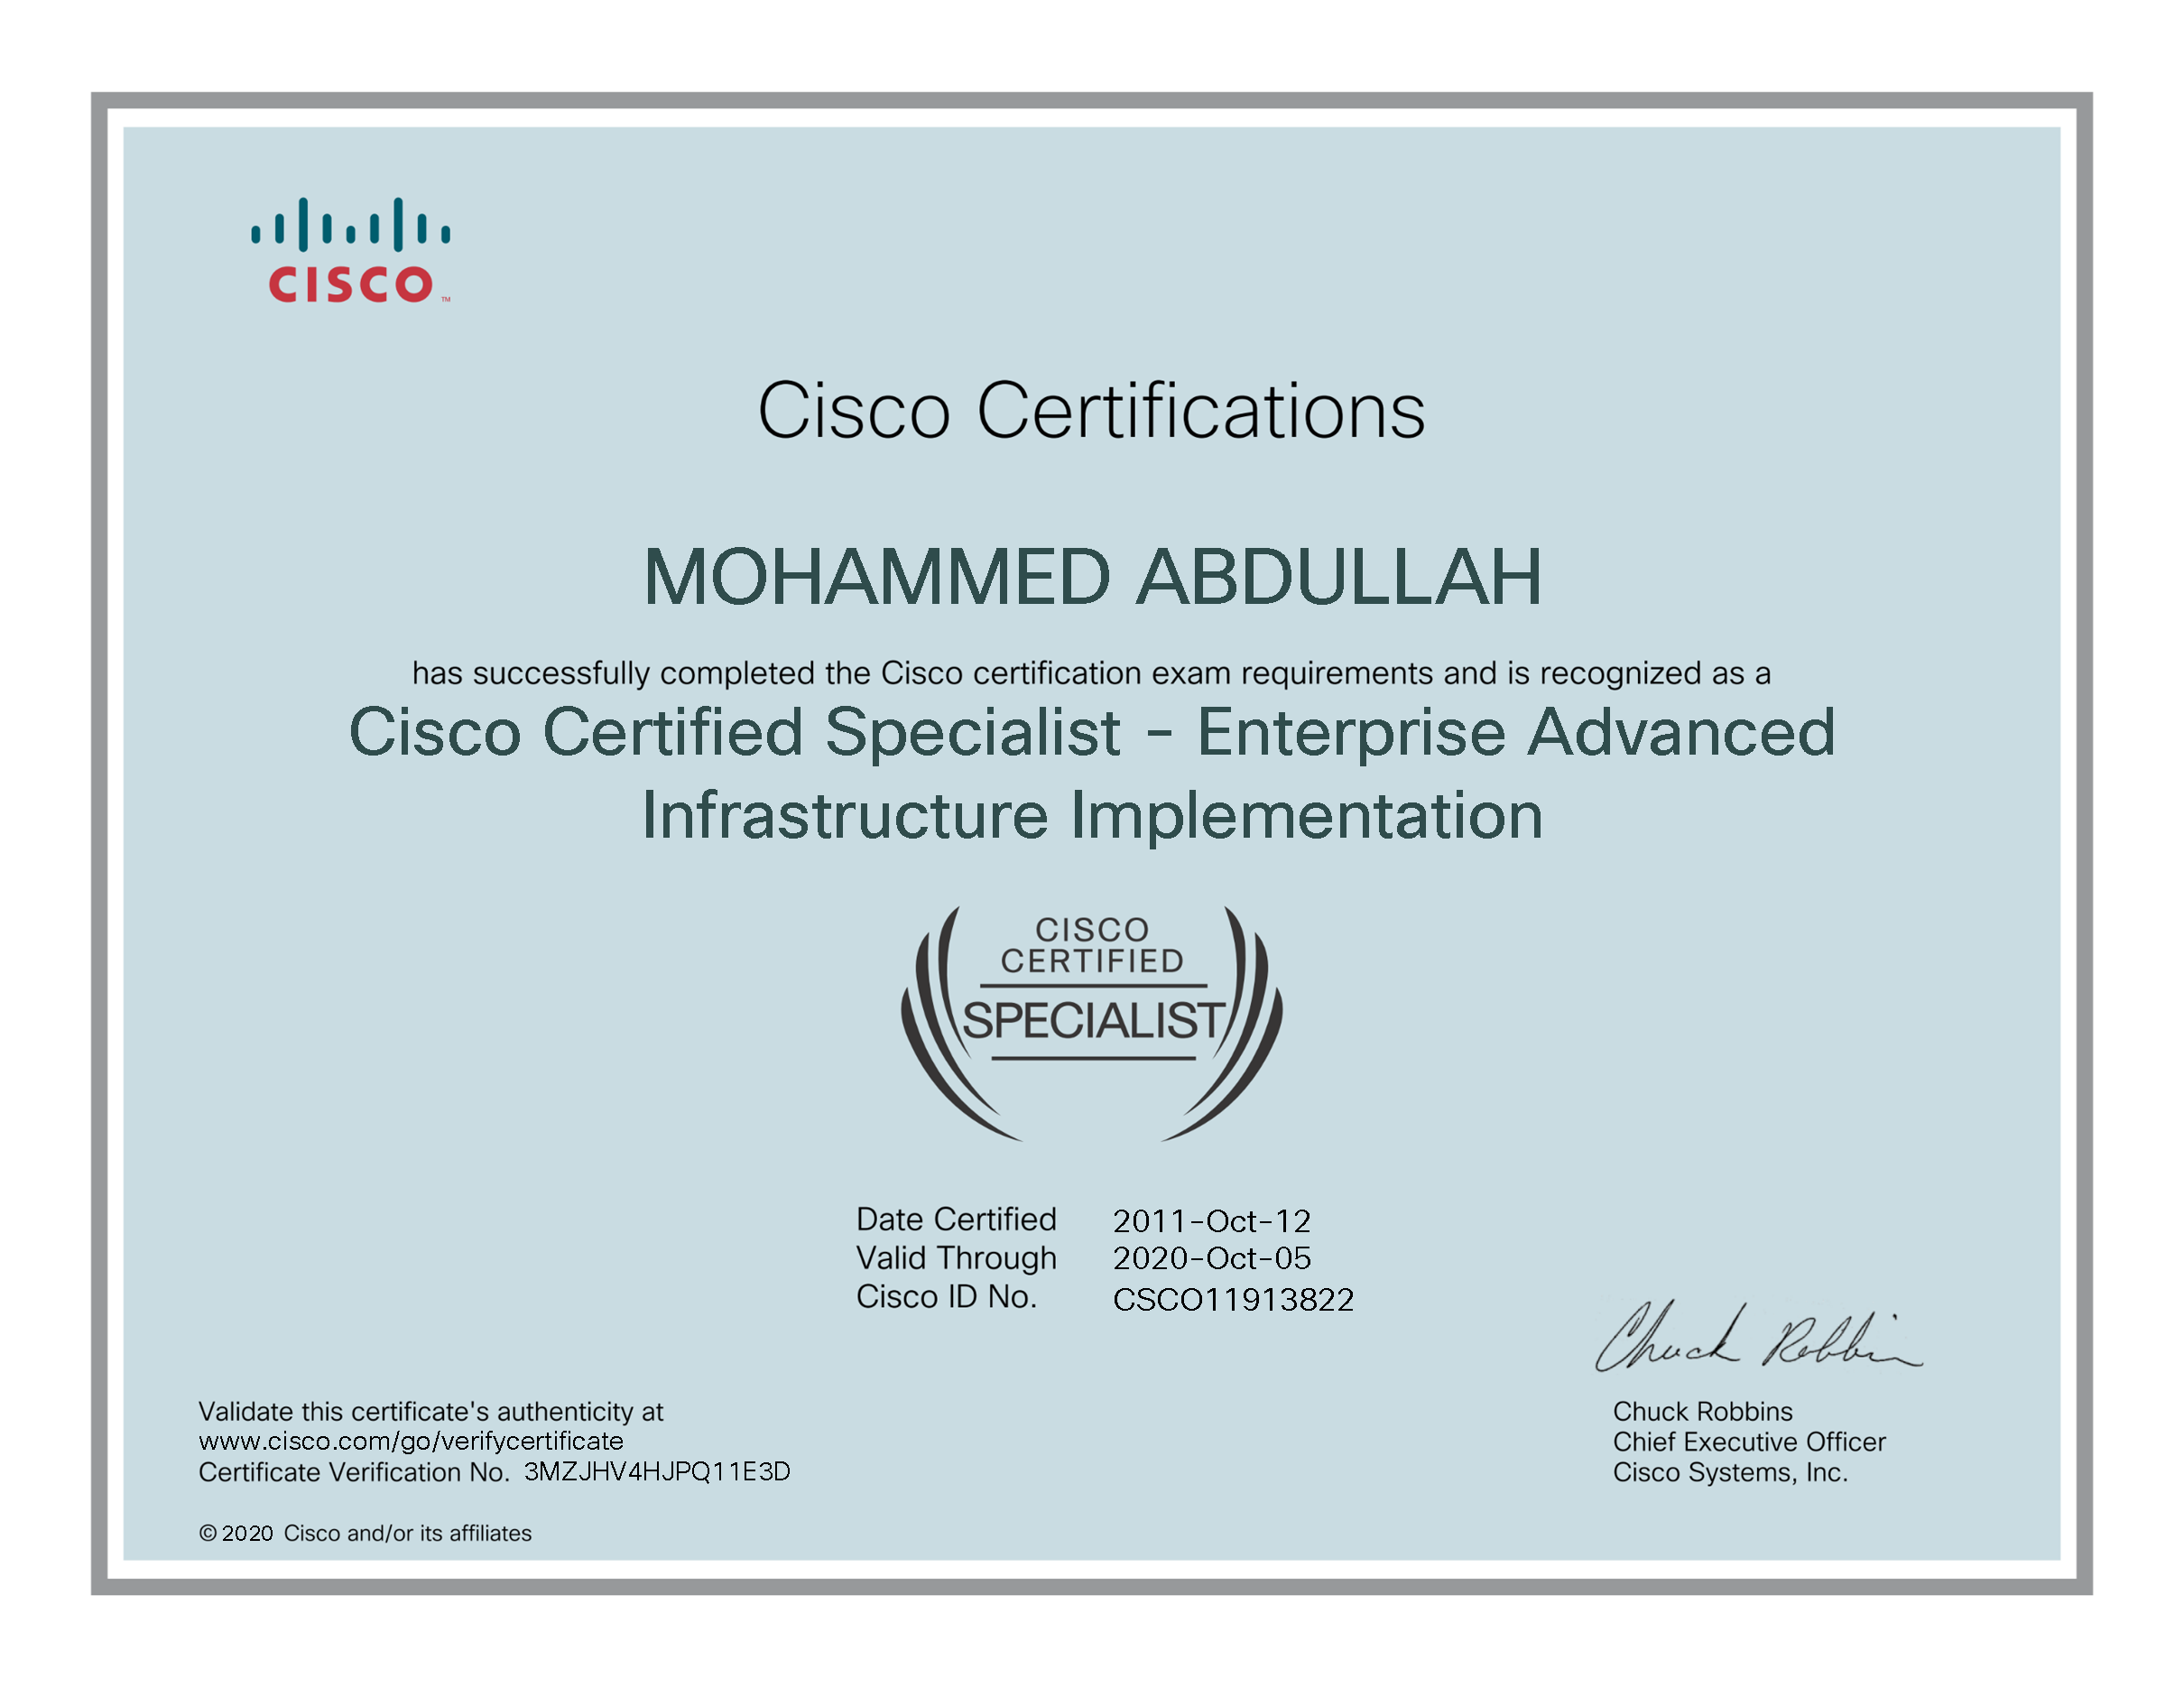 CISCO™
Cisco Certifications
MOHAMMED ABDULLAH
has successfully completed the Cisco certification exam requirements and is recognized as a
Cisco Certified Specialist - Enterprise Advanced
Infrastructure Implementation
CISCO
CERTIFIED
SPECIALIST
Date Certified 2011-Oct-12
Valid Through 2020-Oct-05
Cisco ID No. CSCO11913822
Chuck Robbins
Validate this certificate's authenticity at
www.cisco.com/go/verifycertificate
Certificate Verification No. 3MZJHV4HJPQ11E3D
Chuck Robbins
Chief Executive Officer
Cisco Systems, Inc.
© 2020 Cisco and/or its affiliates